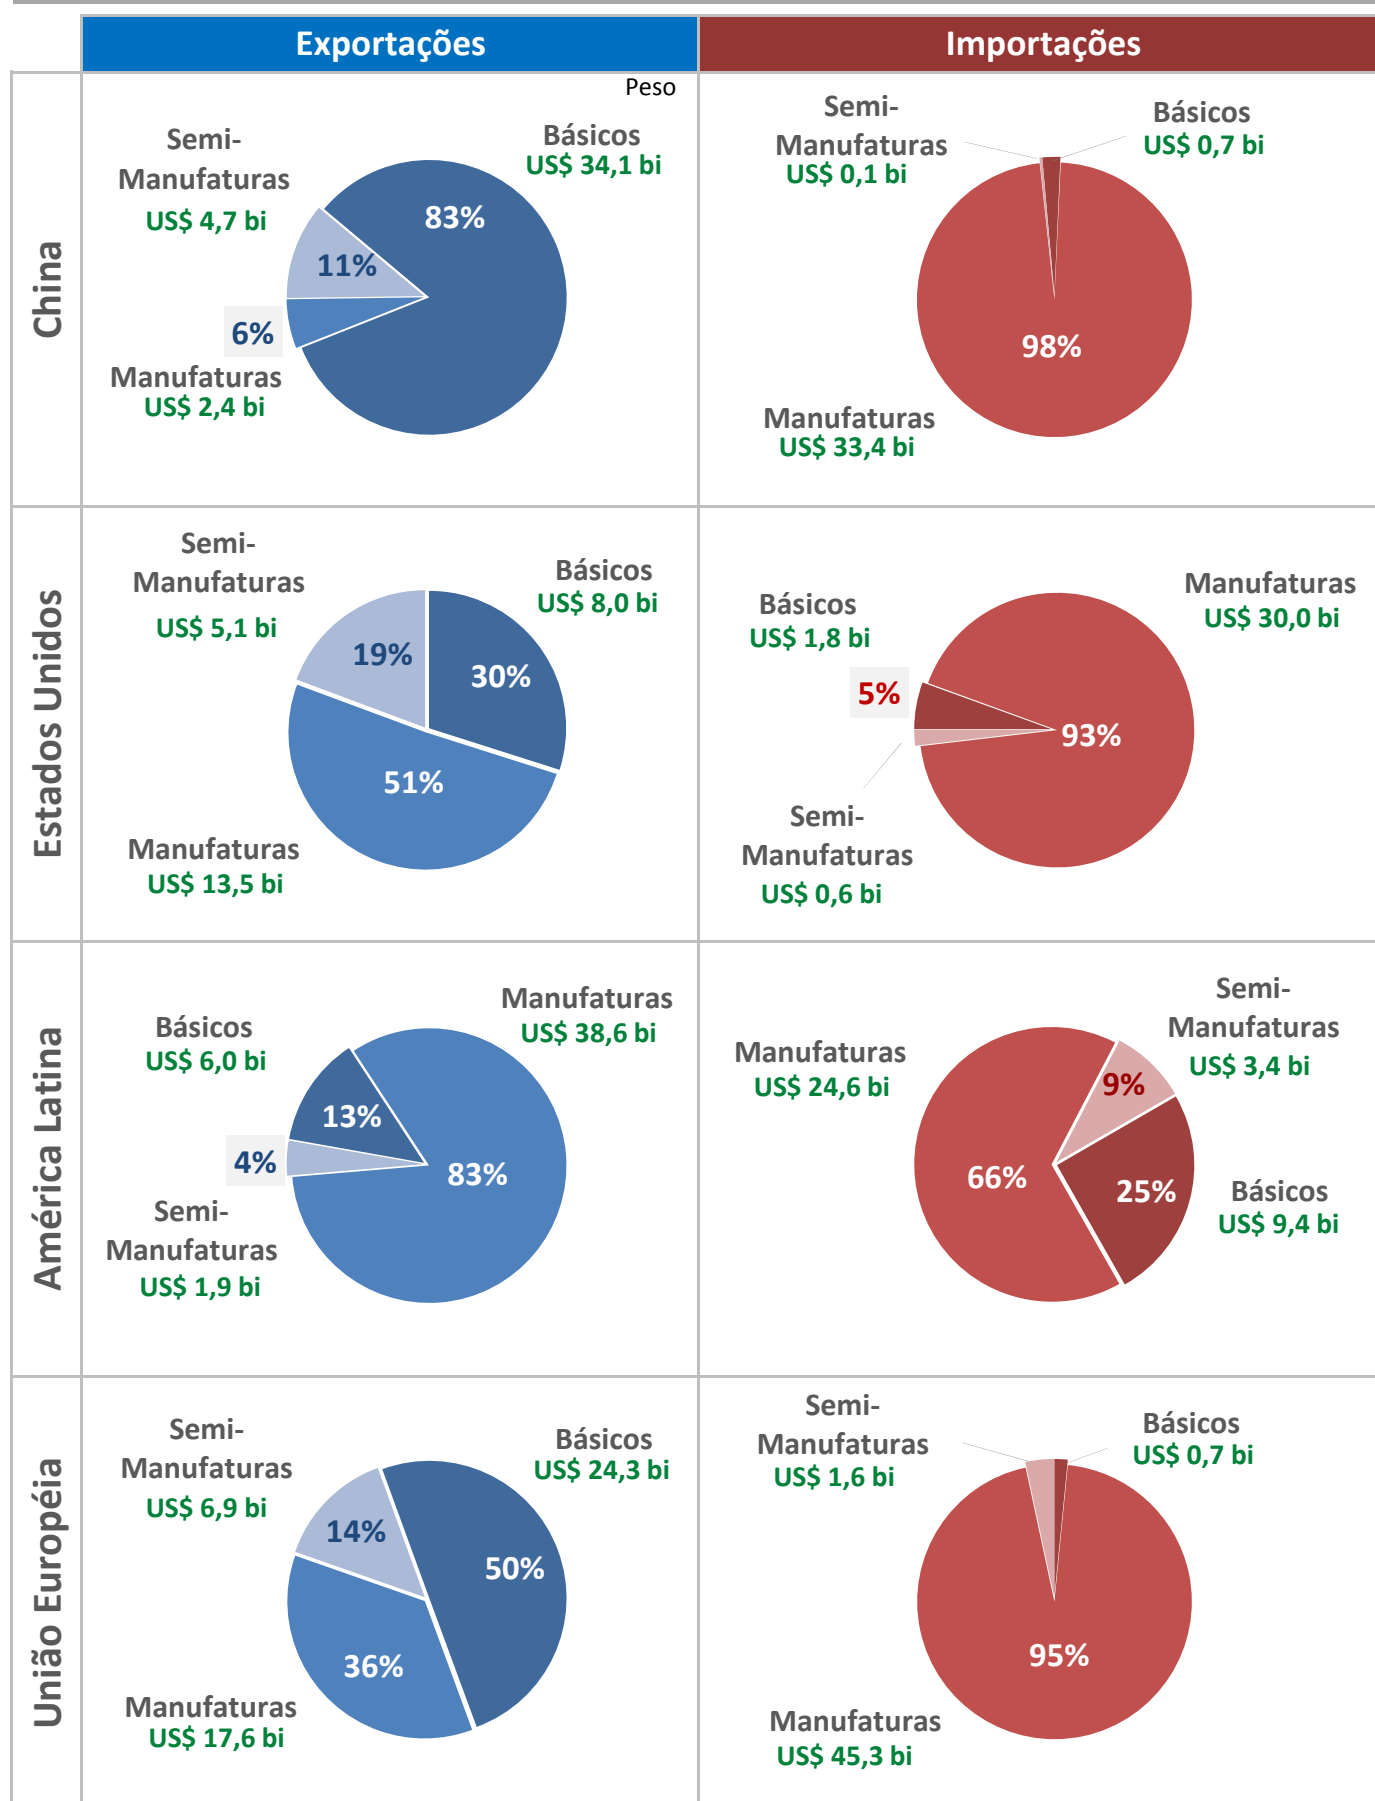 Exportações
Importações
China
Peso
Semi-
Manufaturas
US$ 4,7 bi
Básicos
US$ 34,1 bi
83%
11%
6%
Manufaturas
US$ 2,4 bi
Semi-
Manufaturas
US$ 0,1 bi
Básicos
US$ 0,7 bi
98%
Manufaturas
US$ 33,4 bi
Estados Unidos
Semi-
Manufaturas
US$ 5,1 bi
Básicos
US$ 8,0 bi
19%
30%
51%
Manufaturas
US$ 13,5 bi
Básicos
US$ 1,8 bi
Manufaturas
US$ 30,0 bi
5%
93%
Semi-
Manufaturas
US$ 0,6 bi
América Latina
Básicos
US$ 6,0 bi
Manufaturas
US$ 38,6 bi
13%
4%
83%
Semi-
Manufaturas
US$ 1,9 bi
Manufaturas
US$ 24,6 bi
Semi-
Manufaturas
US$ 3,4 bi
9%
66%
25%
Básicos
US$ 9,4 bi
União Européia
Semi-
Manufaturas
US$ 6,9 bi
Básicos
US$ 24,3 bi
14%
50%
36%
Manufaturas
US$ 17,6 bi
Semi-
Manufaturas
US$ 1,6 bi
Básicos
US$ 0,7 bi
95%
Manufaturas
US$ 45,3 bi